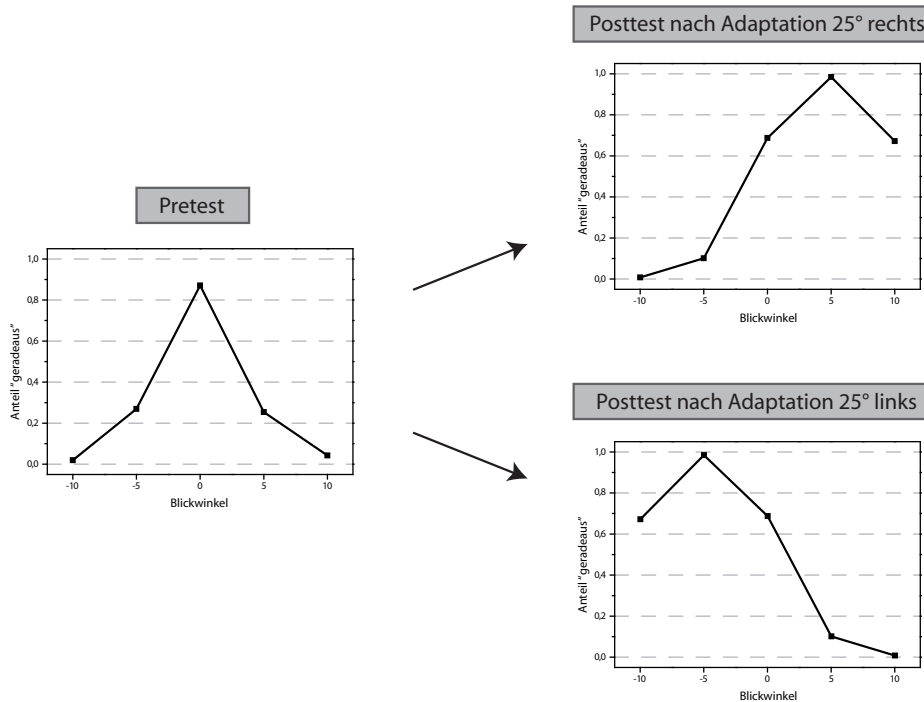 Posttest nach Adaptation 25° rechts
1,0
0,8
0,6
0,4
0,2
0,0
Anteil "geradeaus"
-10 -5 0 5 10
Blickwinkel
Pretest
1,0
0,8
0,6
0,4
0,2
0,0
Anteil "geradeaus"
-10 -5 0 5 10
Blickwinkel
Posttest nach Adaptation 25° links
1,0
0,8
0,6
0,4
0,2
0,0
Anteil "geradeaus"
-10 -5 0 5 10
Blickwinkel